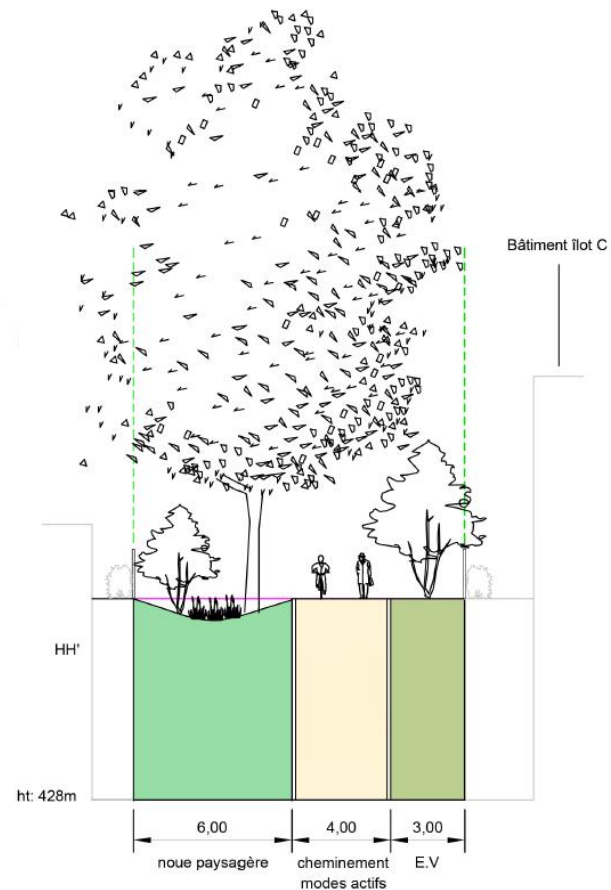 Bâtiment îlot C
HH'
ht: 428m
6,00 4,00 3,00
noue paysagère cheminement E.V
modes actifs